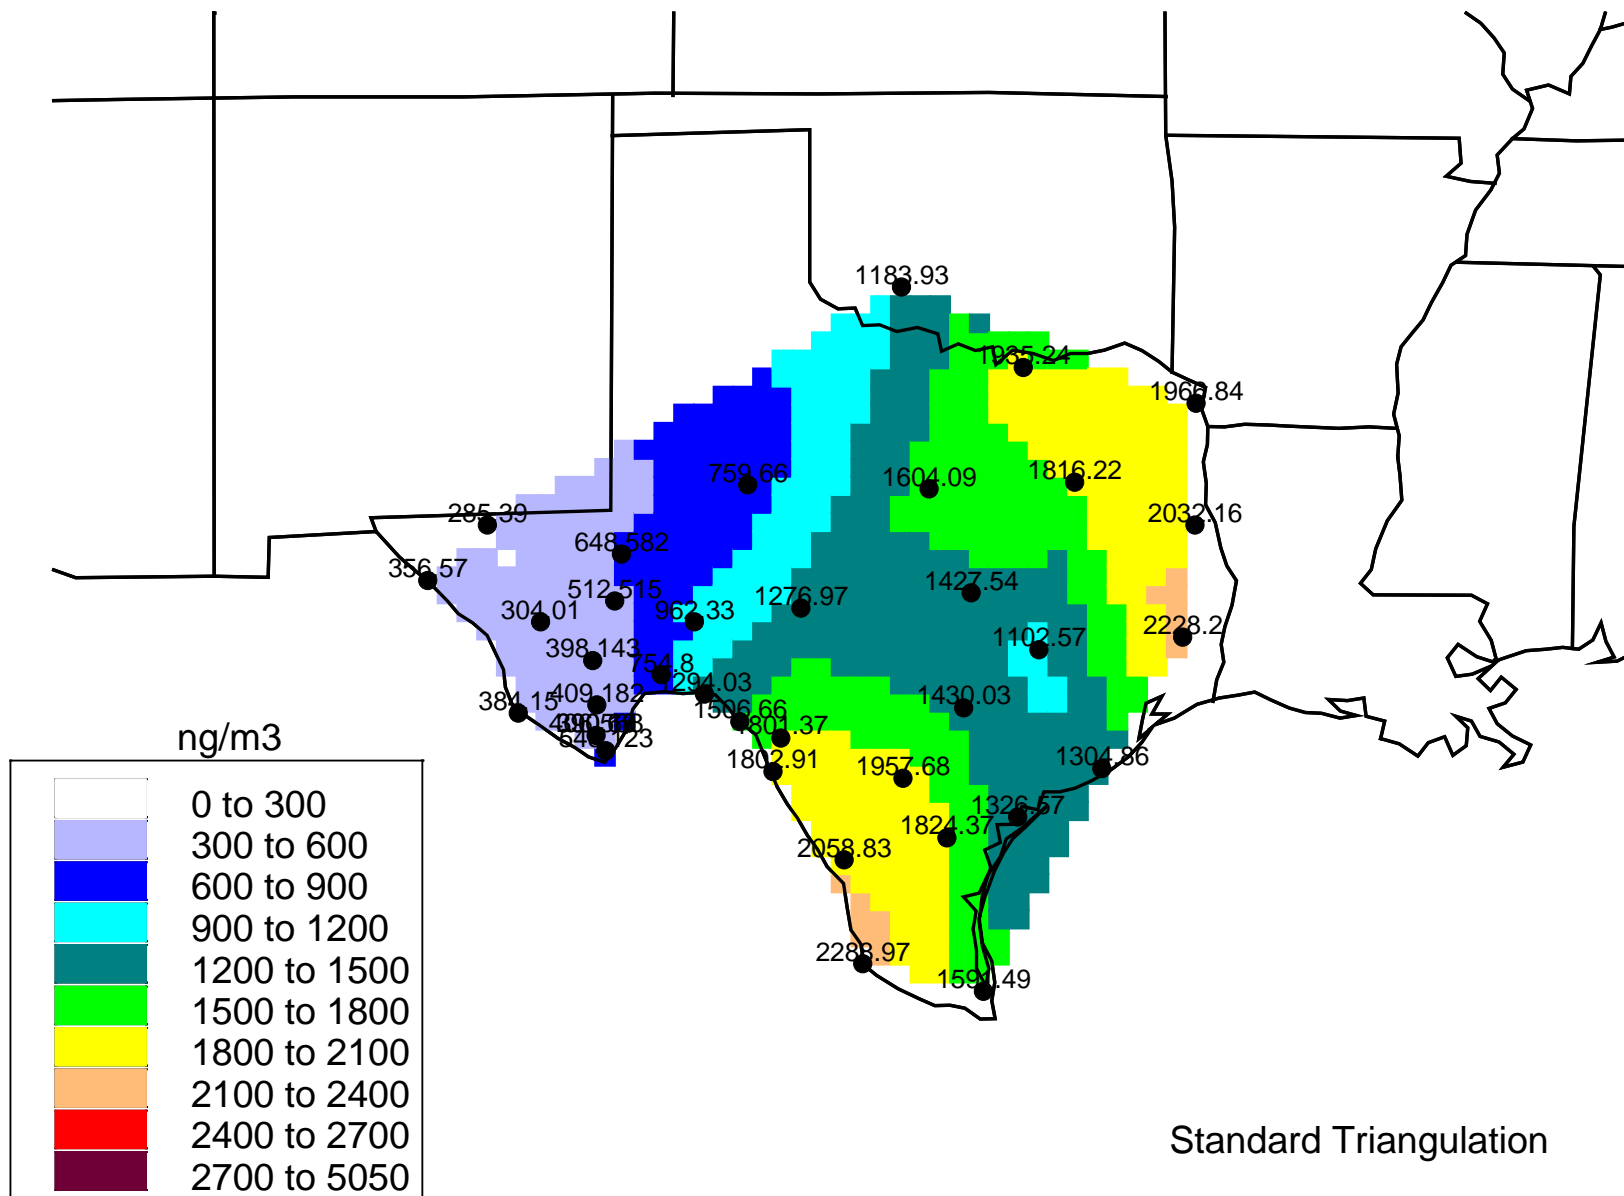 1183.93
1935.24
1966.84
759.66
1604.09
1816.22
285.39
2032.16
648.582
356.57
512.515
1276.97
1427.54
304.01
962.33
1102.57
2228.2
398.143
754.8
1294.03
384.15
409.182
1506.66
1430.03
1801.37
1802.91
1957.68
1304.86
1326.57
1824.37
2058.83
1591.49
ng/m3
0 to 300
300 to 600
600 to 900
900 to 1200
1200 to 1500
1500 to 1800
1800 to 2100
2100 to 2400
2400 to 2700
2700 to 5050
Standard Triangulation